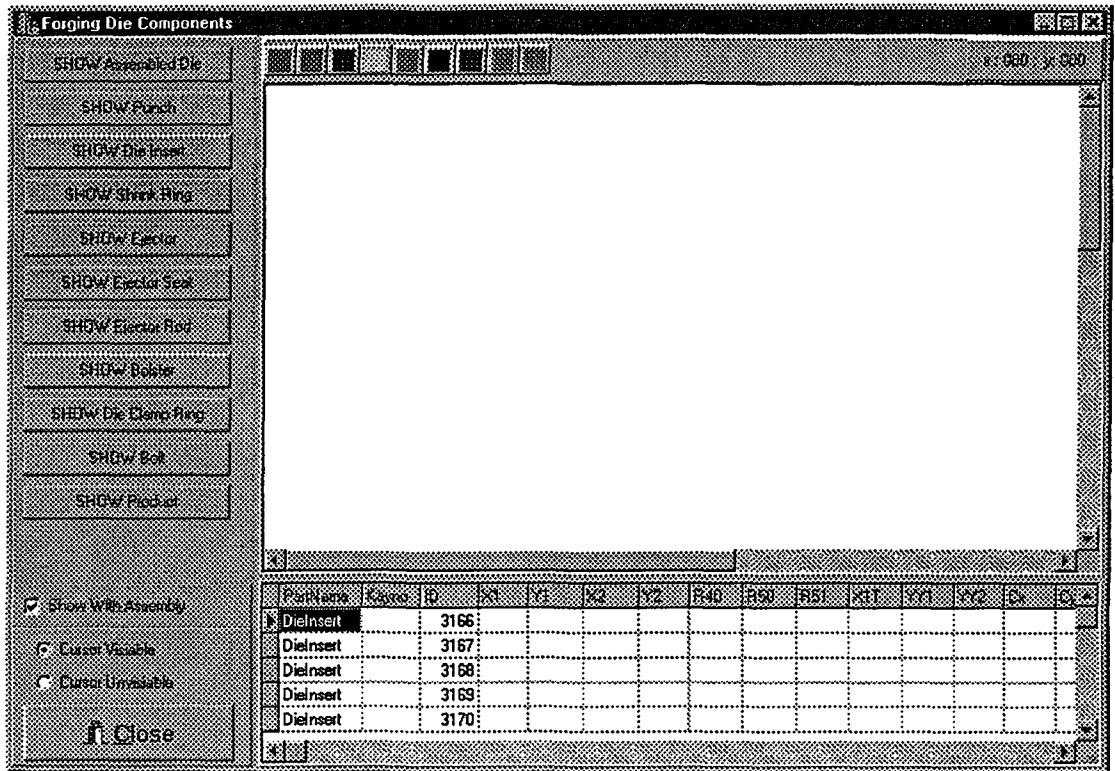 Forging Die Components
SHOW Assembled Die
x: 000 y: 000
SHOW Punch
SHOW Die Insert
SHOW Shrink Ring
SHOW Ejector
SHOW Ejector Seat
SHOW Ejector Rod
SHOW Bolster
SHOW Die Clamp Ring
SHOW Bolt
SHOW Product
Show With Assembly
Cursor Visiable
Cursor Unvisiable
Close
PartName Kayno ID X1 Y1 X2 Y2 R40 R50 R51 X1T YY1 YY2
DieInsert 3166
DieInsert 3167
DieInsert 3168
DieInsert 3169
DieInsert 3170